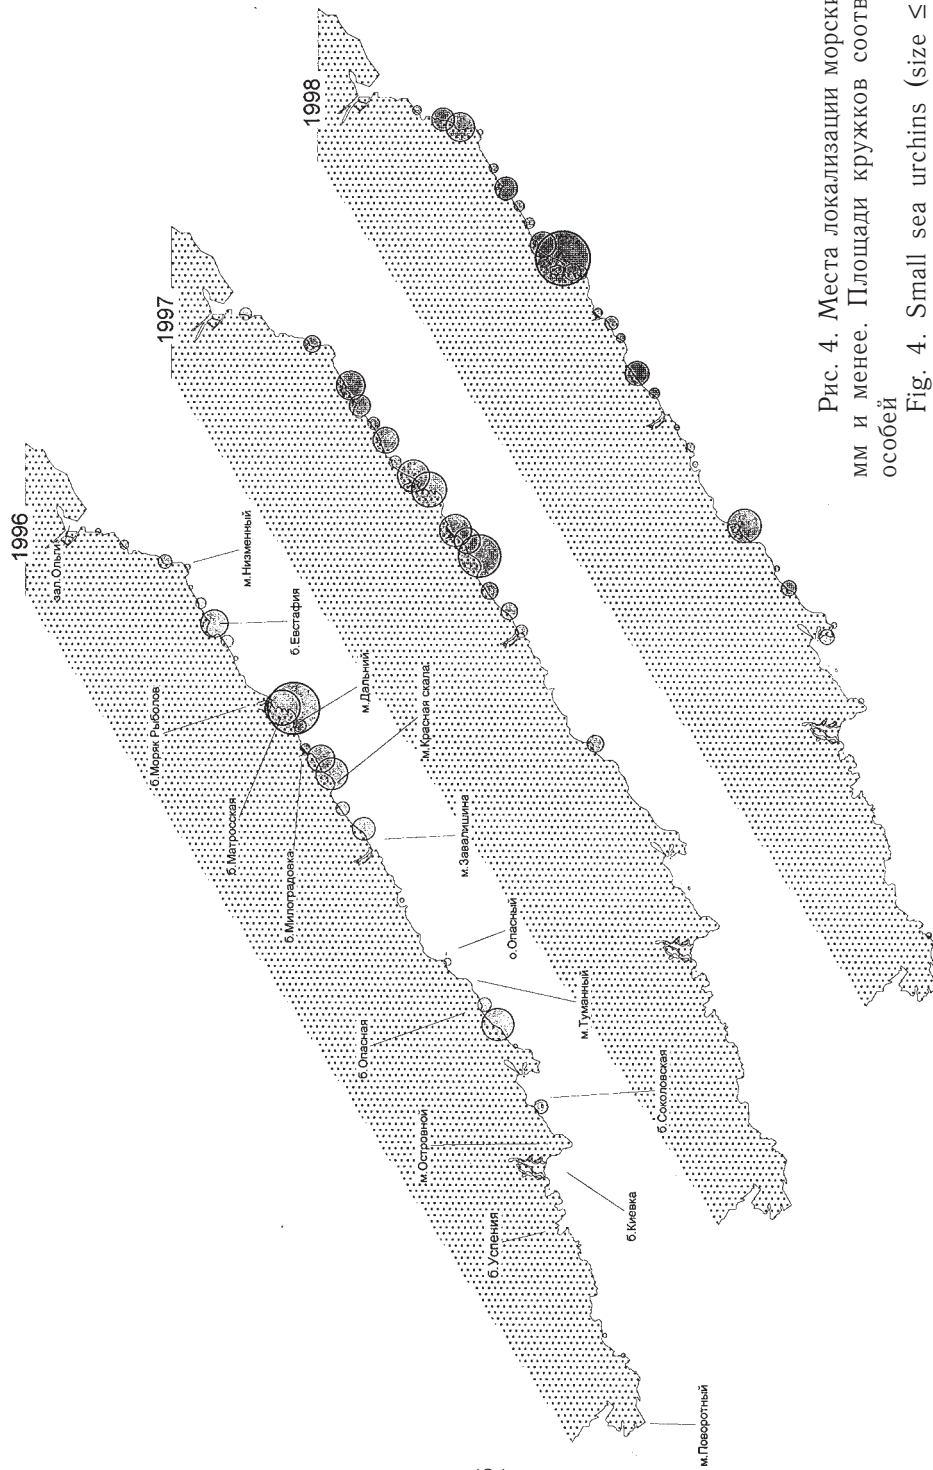 1996
1997
1998
зал.Ольги
м.Низменный
б.Евстафия
б.Моряк Рыболов
б.Матросская
м.Дальний
м.Красная скала
б.Милоградовка
м.Завалишина
о.Опасный
б.Опасная
м.Туманный
б.Соколовская
м.Островной
б.Киевка
б.Успения
м.Поворотный
Рис. 4. Места локализации морски
мм и менее. Площади кружков соотв
особей
Fig. 4. Small sea urchins (size ≤